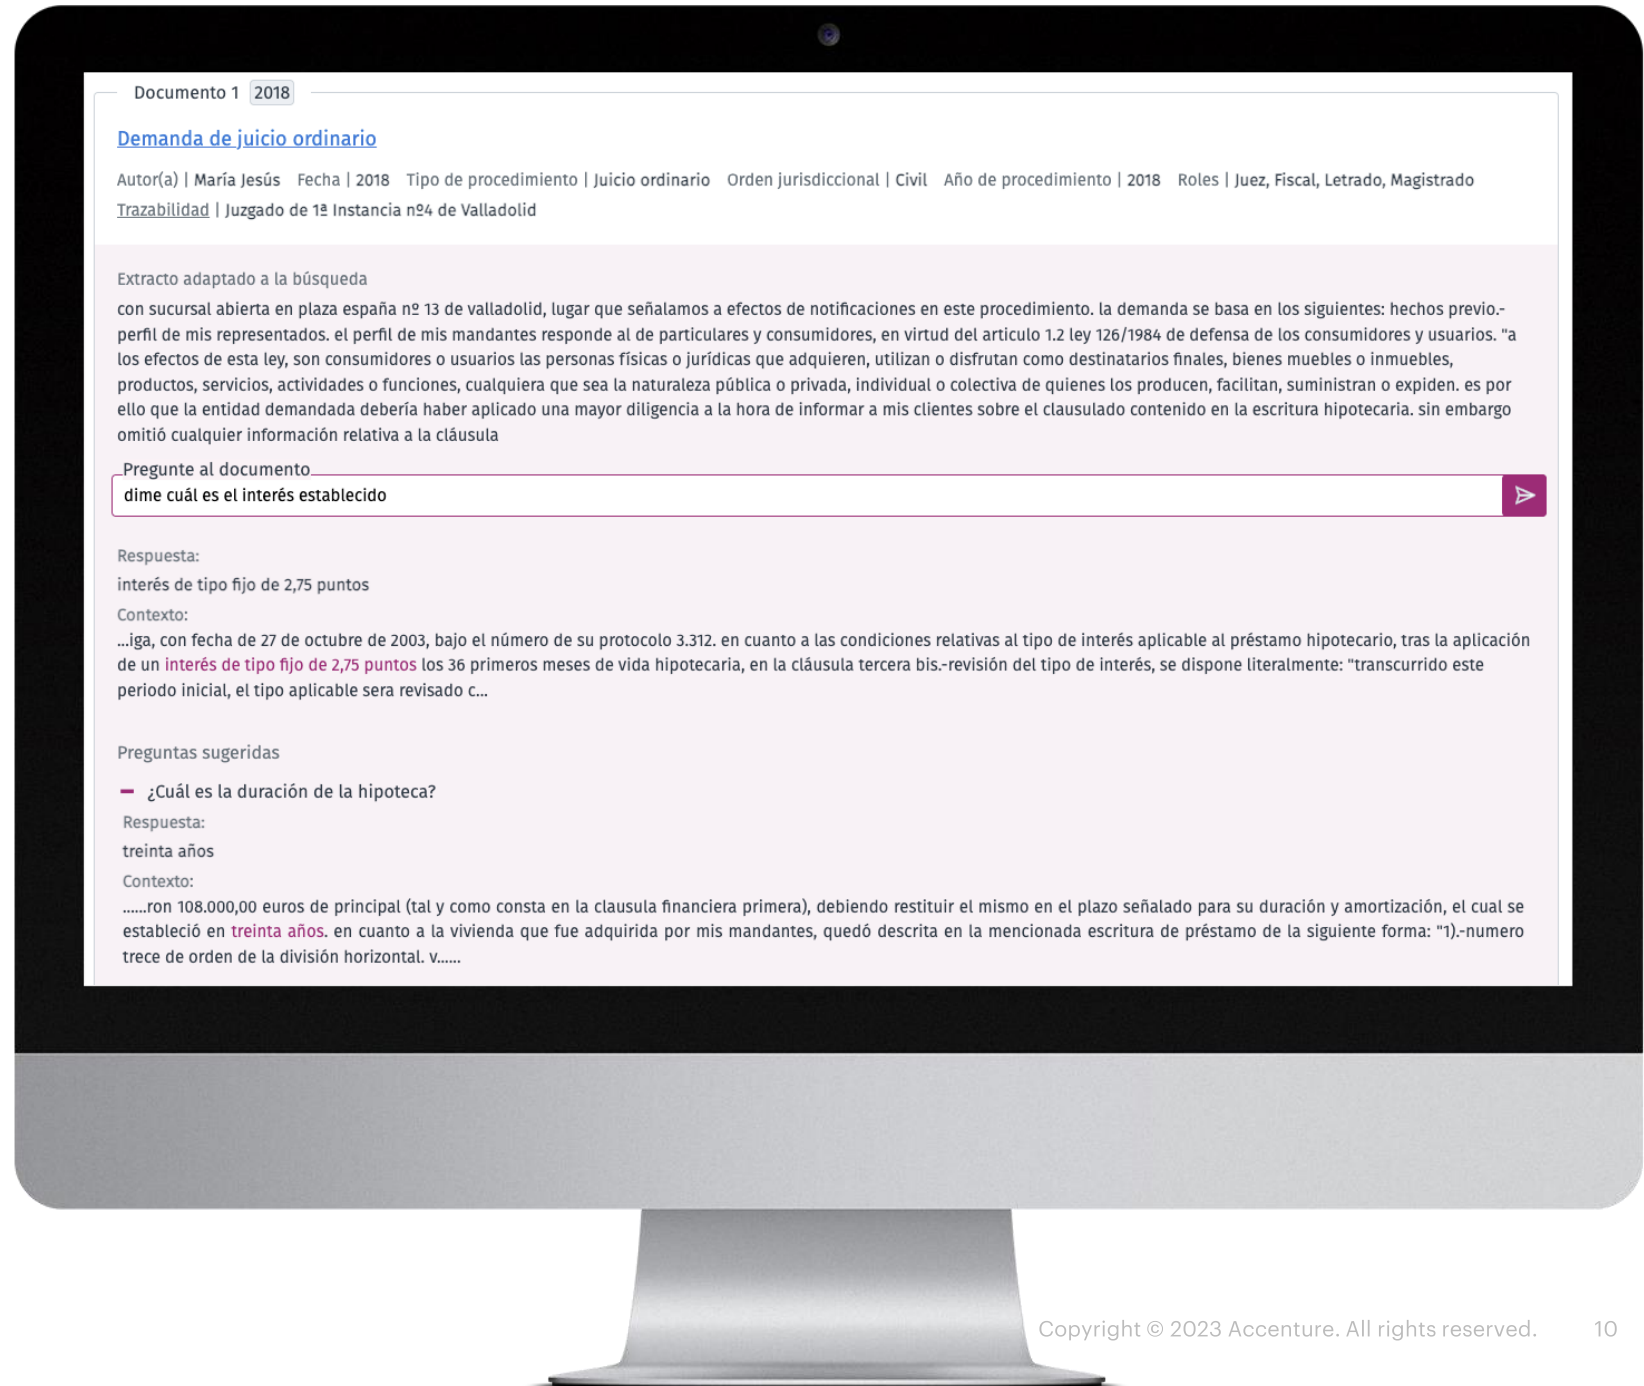 Documento 1 2018
Demanda de juicio ordinario
Autor(a) | María Jesús Fecha | 2018 Tipo de procedimiento | Juicio ordinario Orden jurisdiccional | Civil Año de procedimiento | 2018 Roles | Juez, Fiscal, Letrado, Magistrado
Trazabilidad | Juzgado de 1ª Instancia nº4 de Valladolid
Extracto adaptado a la búsqueda
con sucursal abierta en plaza españa nº 13 de valladolid, lugar que señalamos a efectos de notificaciones en este procedimiento. la demanda se basa en los siguientes: hechos previo.-
perfil de mis representados. el perfil de mis mandantes responde al de particulares y consumidores, en virtud del articulo 1.2 ley 126/1984 de defensa de los consumidores y usuarios. "a
los efectos de esta ley, son consumidores o usuarios las personas físicas o jurídicas que adquieren, utilizan o disfrutan como destinatarios finales, bienes muebles o inmuebles,
productos, servicios, actividades o funciones, cualquiera que sea la naturaleza pública o privada, individual o colectiva de quienes los producen, facilitan, suministran o expiden. es por
ello que la entidad demandada debería haber aplicado una mayor diligencia a la hora de informar a mis clientes sobre el clausulado contenido en la escritura hipotecaria. sin embargo
omitió cualquier información relativa a la cláusula
Pregunte al documento
dime cuál es el interés establecido
Respuesta:
interés de tipo fijo de 2,75 puntos
Contexto:
...iga, con fecha de 27 de octubre de 2003, bajo el número de su protocolo 3.312. en cuanto a las condiciones relativas al tipo de interés aplicable al préstamo hipotecario, tras la aplicación
de un interés de tipo fijo de 2,75 puntos los 36 primeros meses de vida hipotecaria, en la cláusula tercera bis.-revisión del tipo de interés, se dispone literalmente: "transcurrido este
periodo inicial, el tipo aplicable sera revisado c...
Preguntas sugeridas
¿Cuál es la duración de la hipoteca?
Respuesta:
treinta años
Contexto:
......ron 108.000,00 euros de principal (tal y como consta en la clausula financiera primera), debiendo restituir el mismo en el plazo señalado para su duración y amortización, el cual se
estableció en treinta años. en cuanto a la vivienda que fue adquirida por mis mandantes, quedó descrita en la mencionada escritura de préstamo de la siguiente forma: "1).-numero
trece de orden de la división horizontal. v......
Copyright © 2023 Accenture. All rights reserved. 10